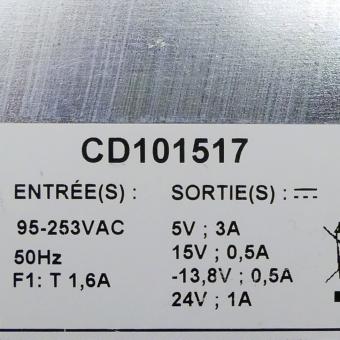 CD101517
ENTRÉE(S) :
95-253VAC
50Hz
F1: T 1,6A
SORTIE(S) :
5V ; 3A
15V ; 0,5A
-13,8V ; 0,5A
24V ; 1A